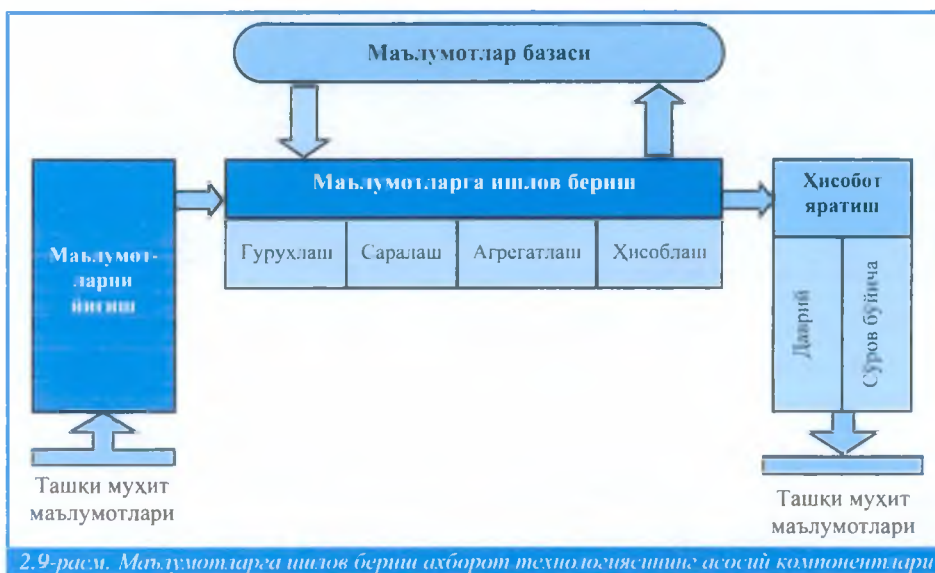 Маълумотлар базаси
Маълумотларга ишлов бериш
Ҳисобот
яратиш
Маълумот-
ларни
йиғиш
Гурухлаш
Саралаш
Агрегатлаш
Ҳисоблаш
Даврий
Сўров бўйича
Ташқи муҳит
маълумотлари
Ташқи муҳит
маълумотлари
2.9-расм. Маълумотларга ишлов бериш ахборот технологиясининг асосий компонентлари